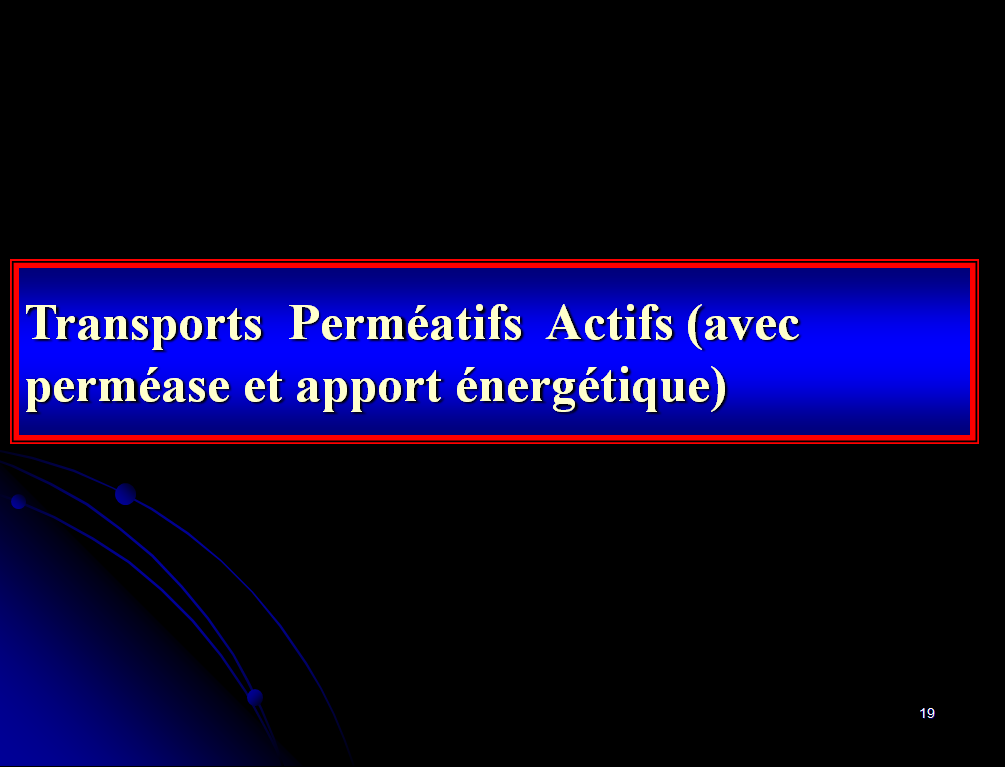 Transports Perméatifs Actifs (avec
perméase et apport énergétique)
19